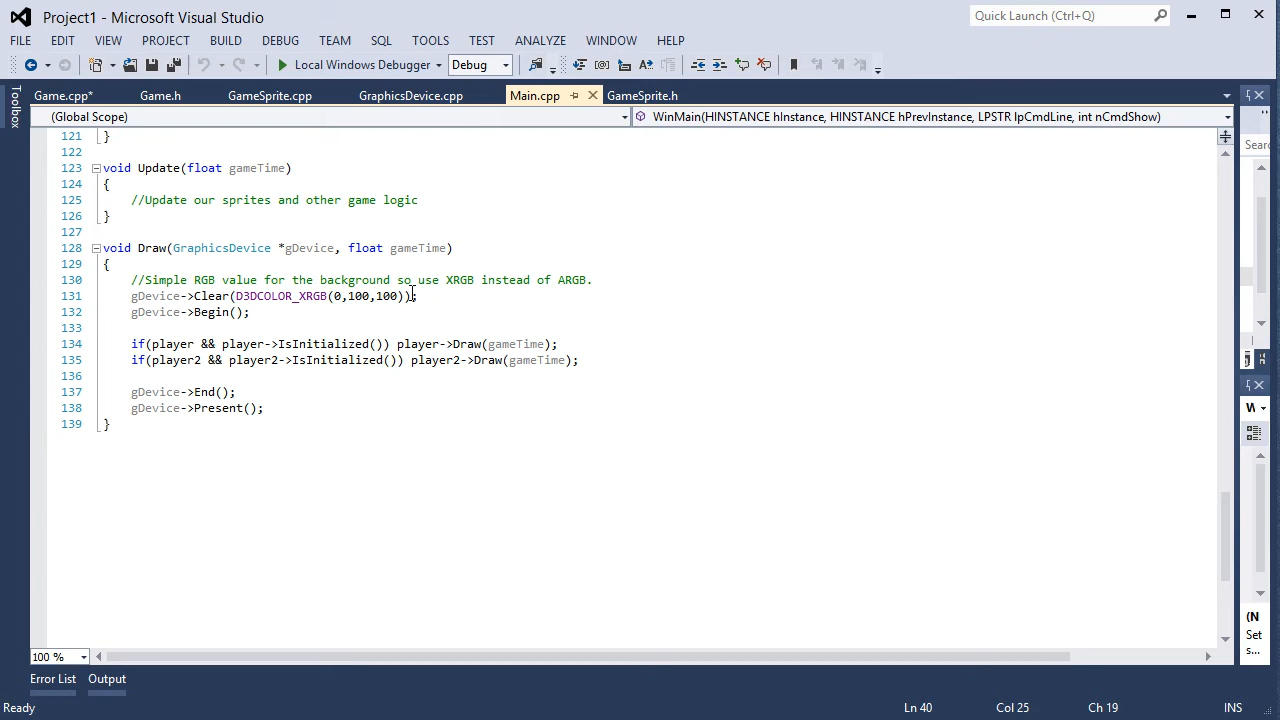 Project1 - Microsoft Visual Studio
Quick Launch (Ctrl+Q)
FILE EDIT VIEW PROJECT BUILD DEBUG TEAM SQL TOOLS TEST ANALYZE WINDOW HELP
Local Windows Debugger Debug
Toolbox
Game.cpp* Game.h GameSprite.cpp GraphicsDevice.cpp Main.cpp GameSprite.h
(Global Scope) WinMain(HINSTANCE hInstance, HINSTANCE hPrevInstance, LPSTR lpCmdLine, int nCmdShow)
Sear
121 }
122
123 void Update(float gameTime)
124 {
125 //Update our sprites and other game logic
126 }
127
128 void Draw(GraphicsDevice *gDevice, float gameTime)
129 {
130 //Simple RGB value for the background so use XRGB instead of ARGB.
131 gDevice->Clear(D3DCOLOR_XRGB(0,100,100));
132 gDevice->Begin();
133
134 if(player && player->IsInitialized()) player->Draw(gameTime);
135 if(player2 && player2->IsInitialized()) player2->Draw(gameTime);
136
137 gDevice->End();
138 gDevice->Present();
139 }
W
(N
Set
s...
100 %
Error List Output
Ready Ln 40 Col 25 Ch 19 INS